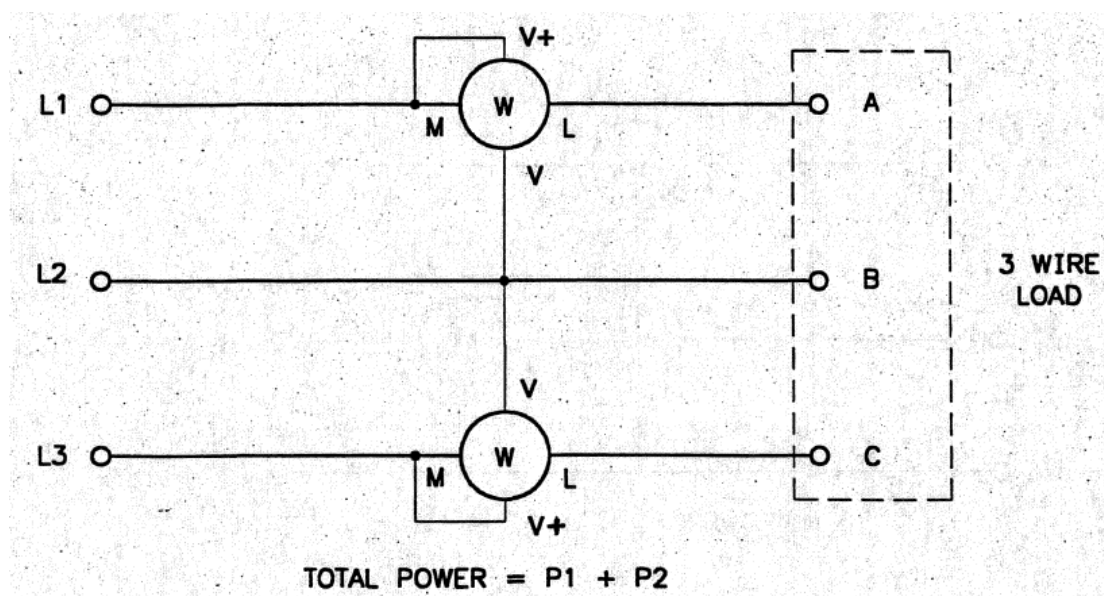 V+
L1
W
A
M
L
V
L2
B
3 WIRE
LOAD
V
L3
W
C
M
L
V+
TOTAL POWER = P1 + P2